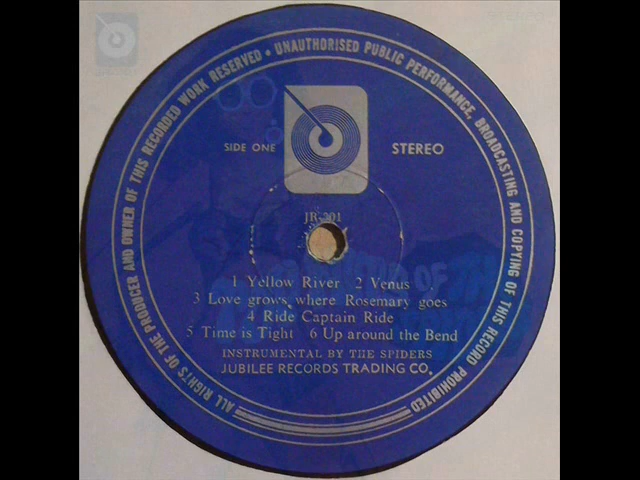 ALL RIGHTS OF THE PRODUCER AND OWNER OF THIS RECORDED WORK RESERVED • UNAUTHORISED PUBLIC PERFORMANCE, BROADCASTING AND COPYING OF THIS RECORD PROHIBITED
SIDE ONE
STEREO
JR-201
1 Yellow River 2 Venus
3 Love grows where Rosemary goes
4 Ride Captain Ride
5 Time is Tight 6 Up around the Bend
INSTRUMENTAL BY THE SPIDERS
JUBILEE RECORDS TRADING CO.